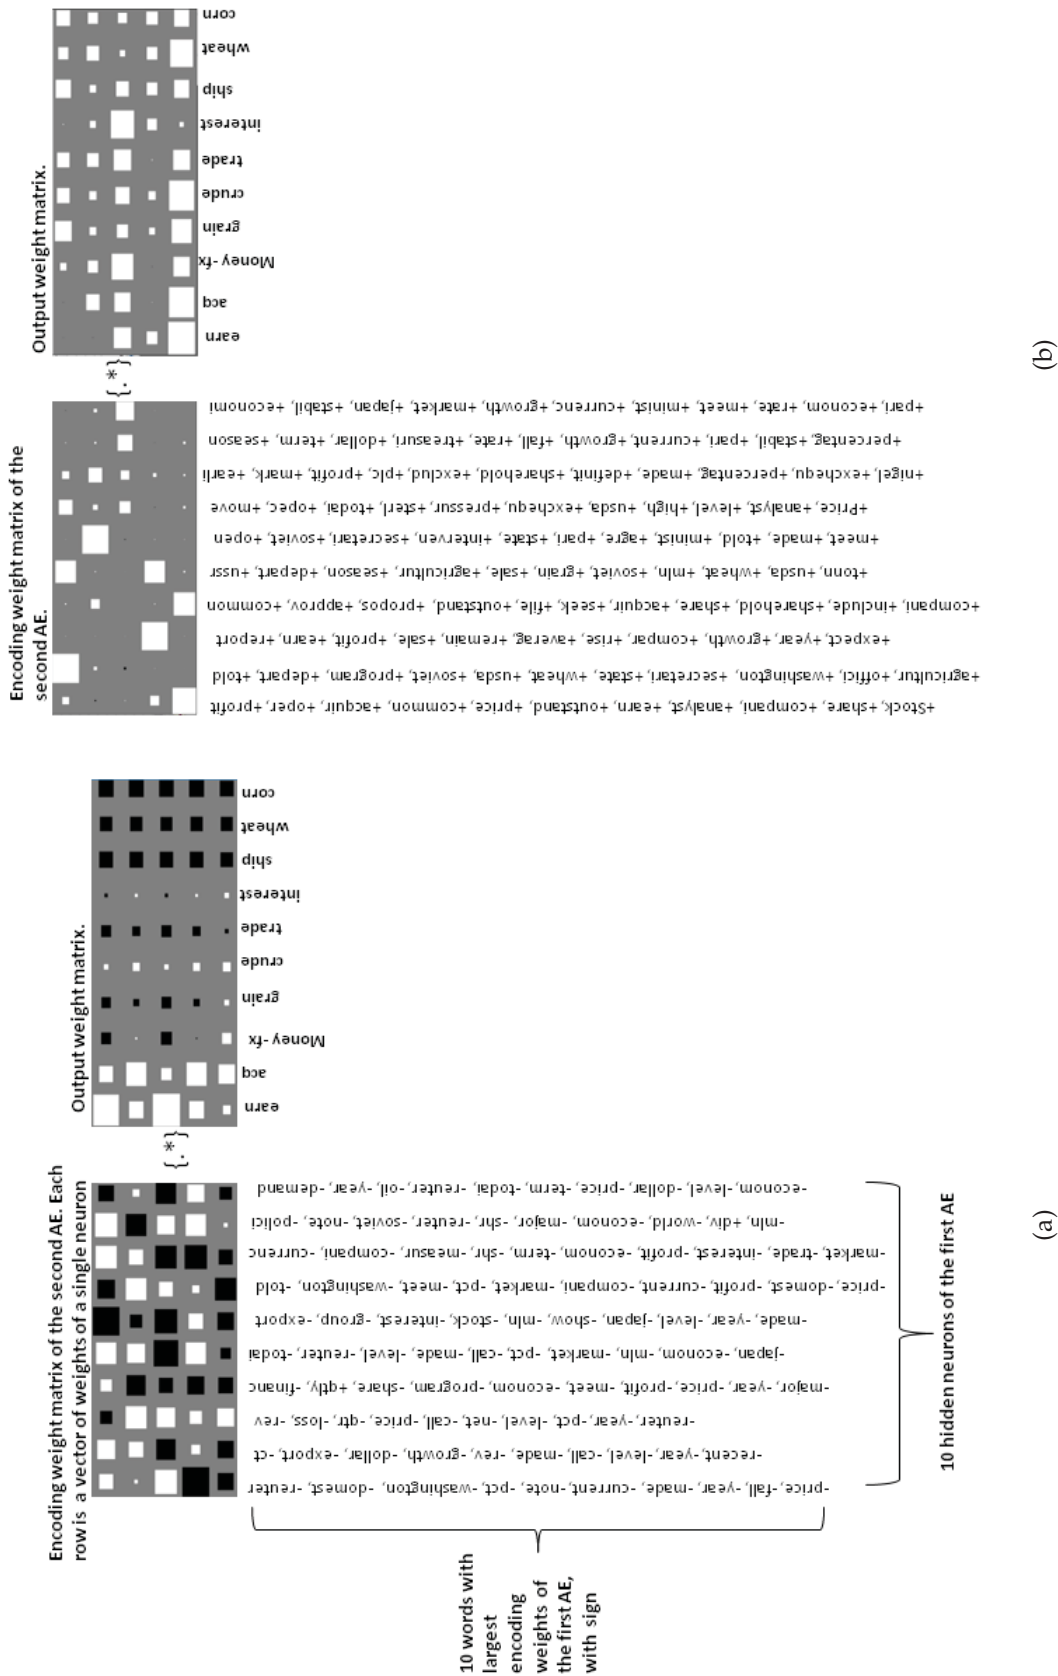 Encoding weight matrix of the second AE. Each
row is a vector of weights of a single neuron
{.*}
Output weight matrix.
-price, -fall, -year, -made, -current, -note, -pct, -washington, -domest, -reuter
-recent, -year, -level, -call, -made, -rev, -growth, -dollar, -export, -ct
-reuter, -year, -pct, -level, -net, -call, -price, -qtr, -loss, -rev
-major, -year, -price, -profit, -meet, -econom, -program, -share, +qtly, -financ
-japan, -econom, -mln, -market, -pct, -call, -made, -level, -reuter, -todai
-made, -year, -level, -japan, -show, -mln, -stock, -interest, -group, -export
-price, -domest, -profit, -current, -compani, -market, -pct, -meet, -washington, -told
-market, -trade, -interest, -profit, -econom, -term, -shr, -measur, -compani, -currenc
-mln, +div, -world, -econom, -major, -shr, -reuter, -soviet, -note, -polici
-econom, -level, -dollar, -price, -term, -todai, -reuter, -oil, -year, -demand
earn
acq
Money-fx
grain
crude
trade
interest
ship
wheat
corn
10 words with
largest
encoding
weights of
the first AE,
with sign
10 hidden neurons of the first AE
(a)
Encoding weight matrix of the
second AE.
{.*}
Output weight matrix.
+Stock, +share, +compani, +analyst, +earn, +outstand, +price, +common, +acquir, +oper, +profit
+agricultur, +offici, +washington, +secretari, +state, +wheat, +usda, +soviet, +program, +depart, +told
+expect, +year, +growth, +compar, +rise, +averag, +remain, +sale, +profit, +earn, +report
+compani, +include, +sharehold, +share, +acquir, +seek, +file, +outstand, +propos, +approv, +common
+tonn, +usda, +wheat, +mln, +soviet, +grain, +sale, +agricultur, +season, +depart, +ussr
+meet, +made, +told, +minist, +agre, +pari, +state, +interven, +secretari, +soviet, +open
+Price, +analyst, +level, +high, +usda, +exchequ, +pressur, +sterl, +todai, +opec, +move
+nigel, +exchequ, +percentag, +made, +definit, +sharehold, +exclud, +plc, +profit, +mark, +earli
+percentag, +stabil, +pari, +current, +growth, +fall, +rate, +treasuri, +dollar, +term, +season
+pari, +econom, +rate, +meet, +minist, +currenc, +growth, +market, +japan, +stabil, +economi
earn
acq
Money-fx
grain
crude
trade
interest
ship
wheat
corn
(b)